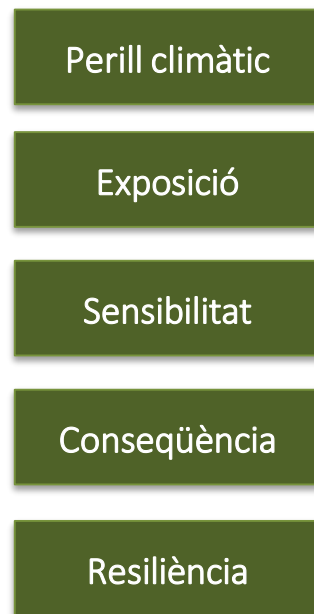 Perill climàtic
Exposició
Sensibilitat
Conseqüència
Resiliència